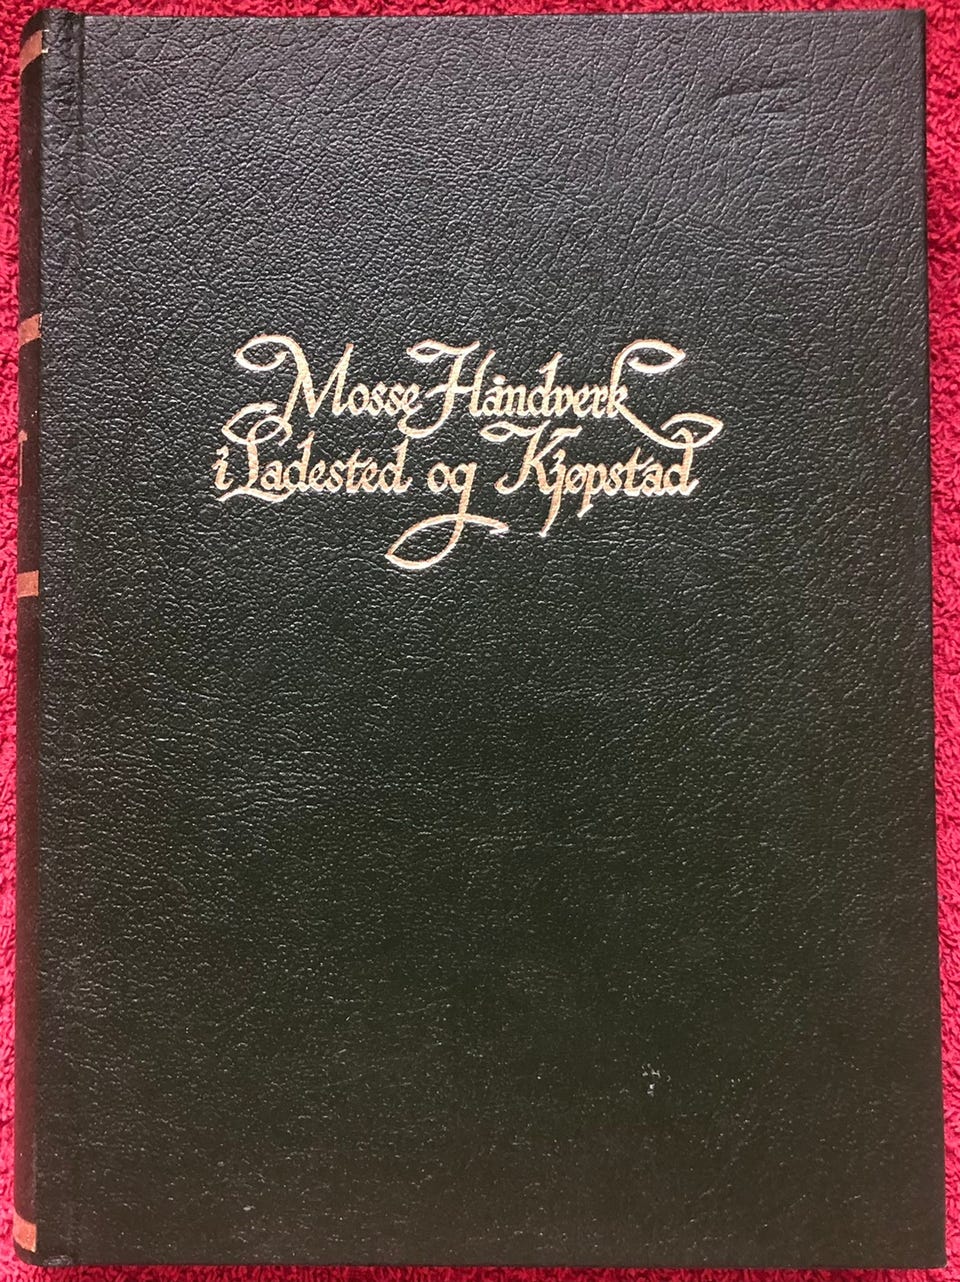 Mosse Håndverk
i Ladested og Kjøpstad